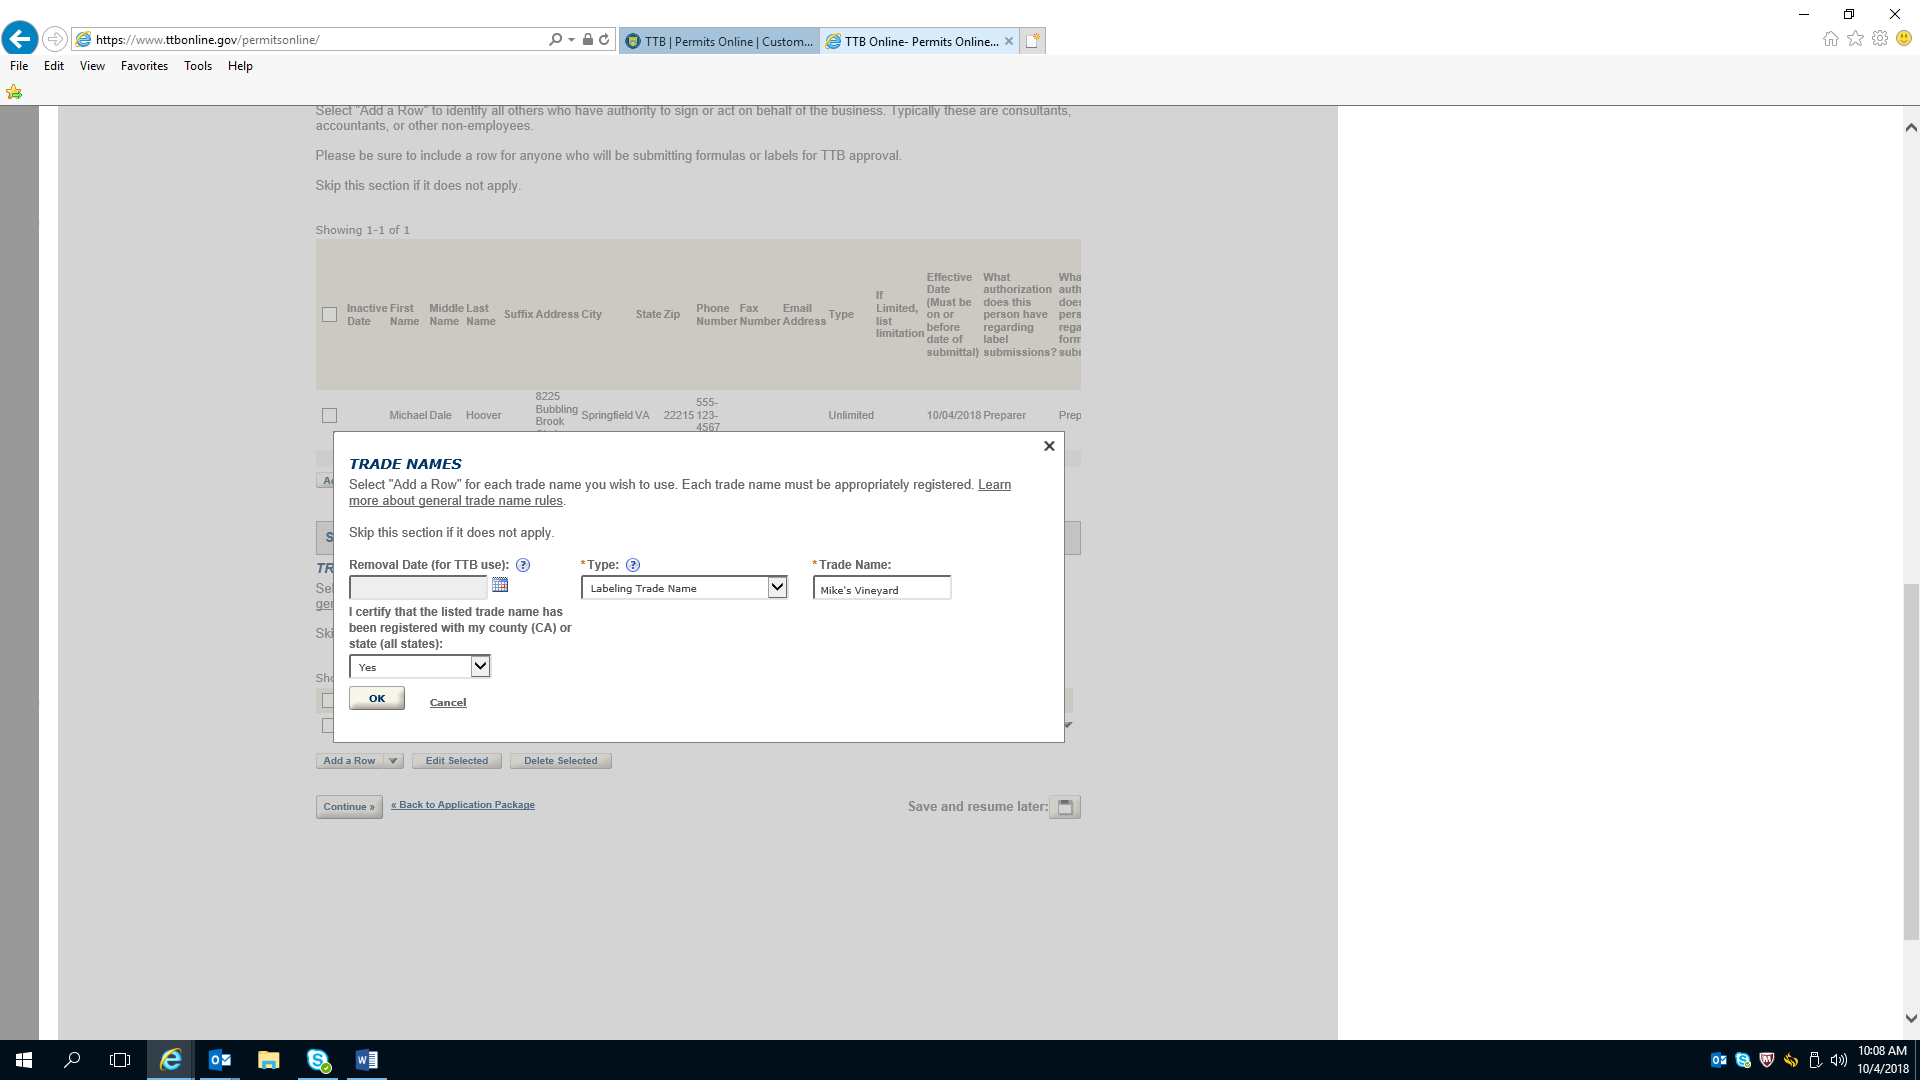 https://www.ttbonline.gov/permitsonline/
TTB | Permits Online | Custom...
TTB Online- Permits Online...
File Edit View Favorites Tools Help
Select "Add a Row" to identify all others who have authority to sign or act on behalf of the business. Typically these are consultants,
accountants, or other non-employees.
Please be sure to include a row for anyone who will be submitting formulas or labels for TTB approval.
Skip this section if it does not apply.
Showing 1-1 of 1
Inactive Date
First Name
Middle Name
Last Name
Suffix
Address
City
State
Zip
Phone Number
Fax Number
Email Address
Type
If Limited, list limitation
Effective Date (Must be on or before date of submittal)
What authorization does this person have regarding label submissions?
Michael Dale Hoover 8225 Bubbling Brook Springfield VA 22215 555-123-4567 Unlimited 10/04/2018 Preparer Prep
TRADE NAMES
Select "Add a Row" for each trade name you wish to use. Each trade name must be appropriately registered. Learn
more about general trade name rules.
Skip this section if it does not apply.
Removal Date (for TTB use): ? *Type: ? *Trade Name:
Labeling Trade Name Mike's Vineyard
I certify that the listed trade name has
been registered with my county (CA) or
state (all states):
Yes
OK Cancel
Add a Row Edit Selected Delete Selected
Continue » « Back to Application Package Save and resume later:
10:08 AM
10/4/2018